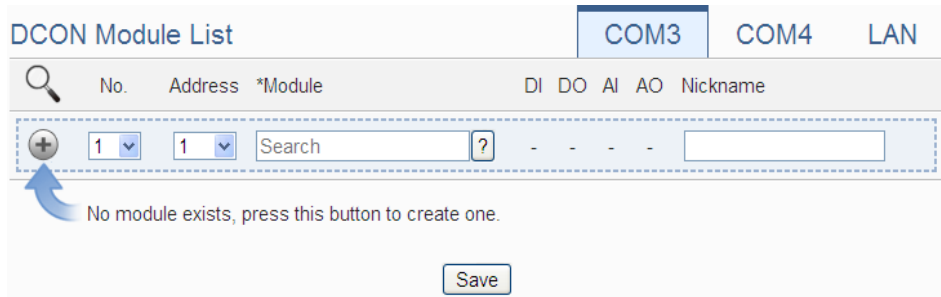 DCON Module List COM3 COM4 LAN
No. Address *Module DI DO AI AO Nickname
1 1 Search ? - - - -
No module exists, press this button to create one.
Save